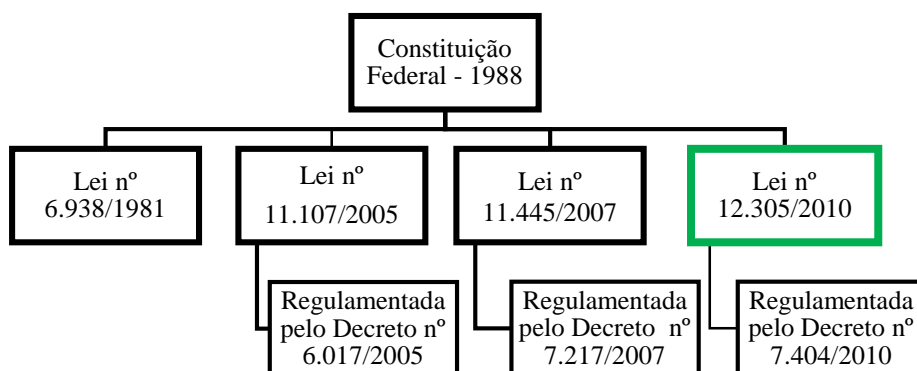 Constituição
Federal - 1988
Lei nº
6.938/1981
Lei nº
11.107/2005
Lei nº
11.445/2007
Lei nº
12.305/2010
Regulamentada
pelo Decreto nº
6.017/2005
Regulamentada
pelo Decreto nº
7.217/2007
Regulamentada
pelo Decreto nº
7.404/2010